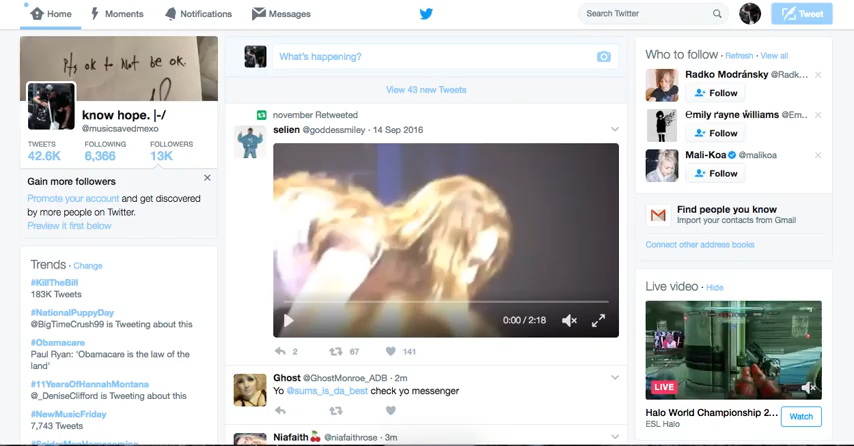 Home
Moments
Notifications
Messages
Search Twitter
Tweet
know hope. |-/
@musicsavedmexo
TWEETS
FOLLOWING
FOLLOWERS
42.6K
6,366
13K
Gain more followers
Promote your account and get discovered
by more people on Twitter.
Preview it first below
Trends · Change
#KillTheBill
183K Tweets
#NationalPuppyDay
@BigTimeCrush99 is Tweeting about this
#Obamacare
Paul Ryan: 'Obamacare is the law of the
land'
#11YearsOfHannahMontana
@_DeniseClifford is Tweeting about this
#NewMusicFriday
7,743 Tweets
What's happening?
View 43 new Tweets
november Retweeted
selien @goddessmiley · 14 Sep 2016
0:00 / 2:18
2
67
141
Ghost @GhostMonroe_ADB · 2m
Yo @sums_is_da_best check yo messenger
Niafaith🍒 @niafaithrose · 3m
Who to follow · Refresh · View all
Radko Modránsky @Radk...
Follow
Follow
Mali-Koa @malikoa
Follow
Find people you know
Import your contacts from Gmail
Connect other address books
Live video · Hide
LIVE
Halo World Championship 2...
ESL Halo
Watch